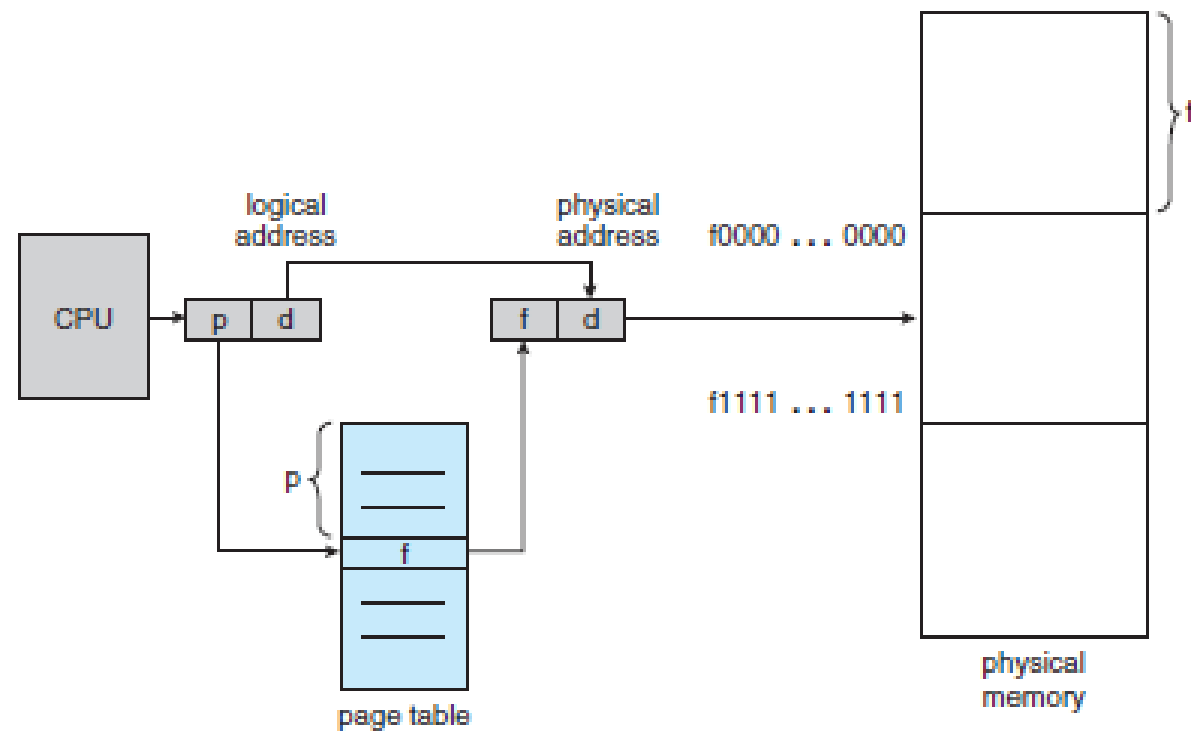 logical
address
physical
address
f0000 ... 0000
CPU
p
d
f
d
f1111 ... 1111
p
f
page table
f
physical
memory